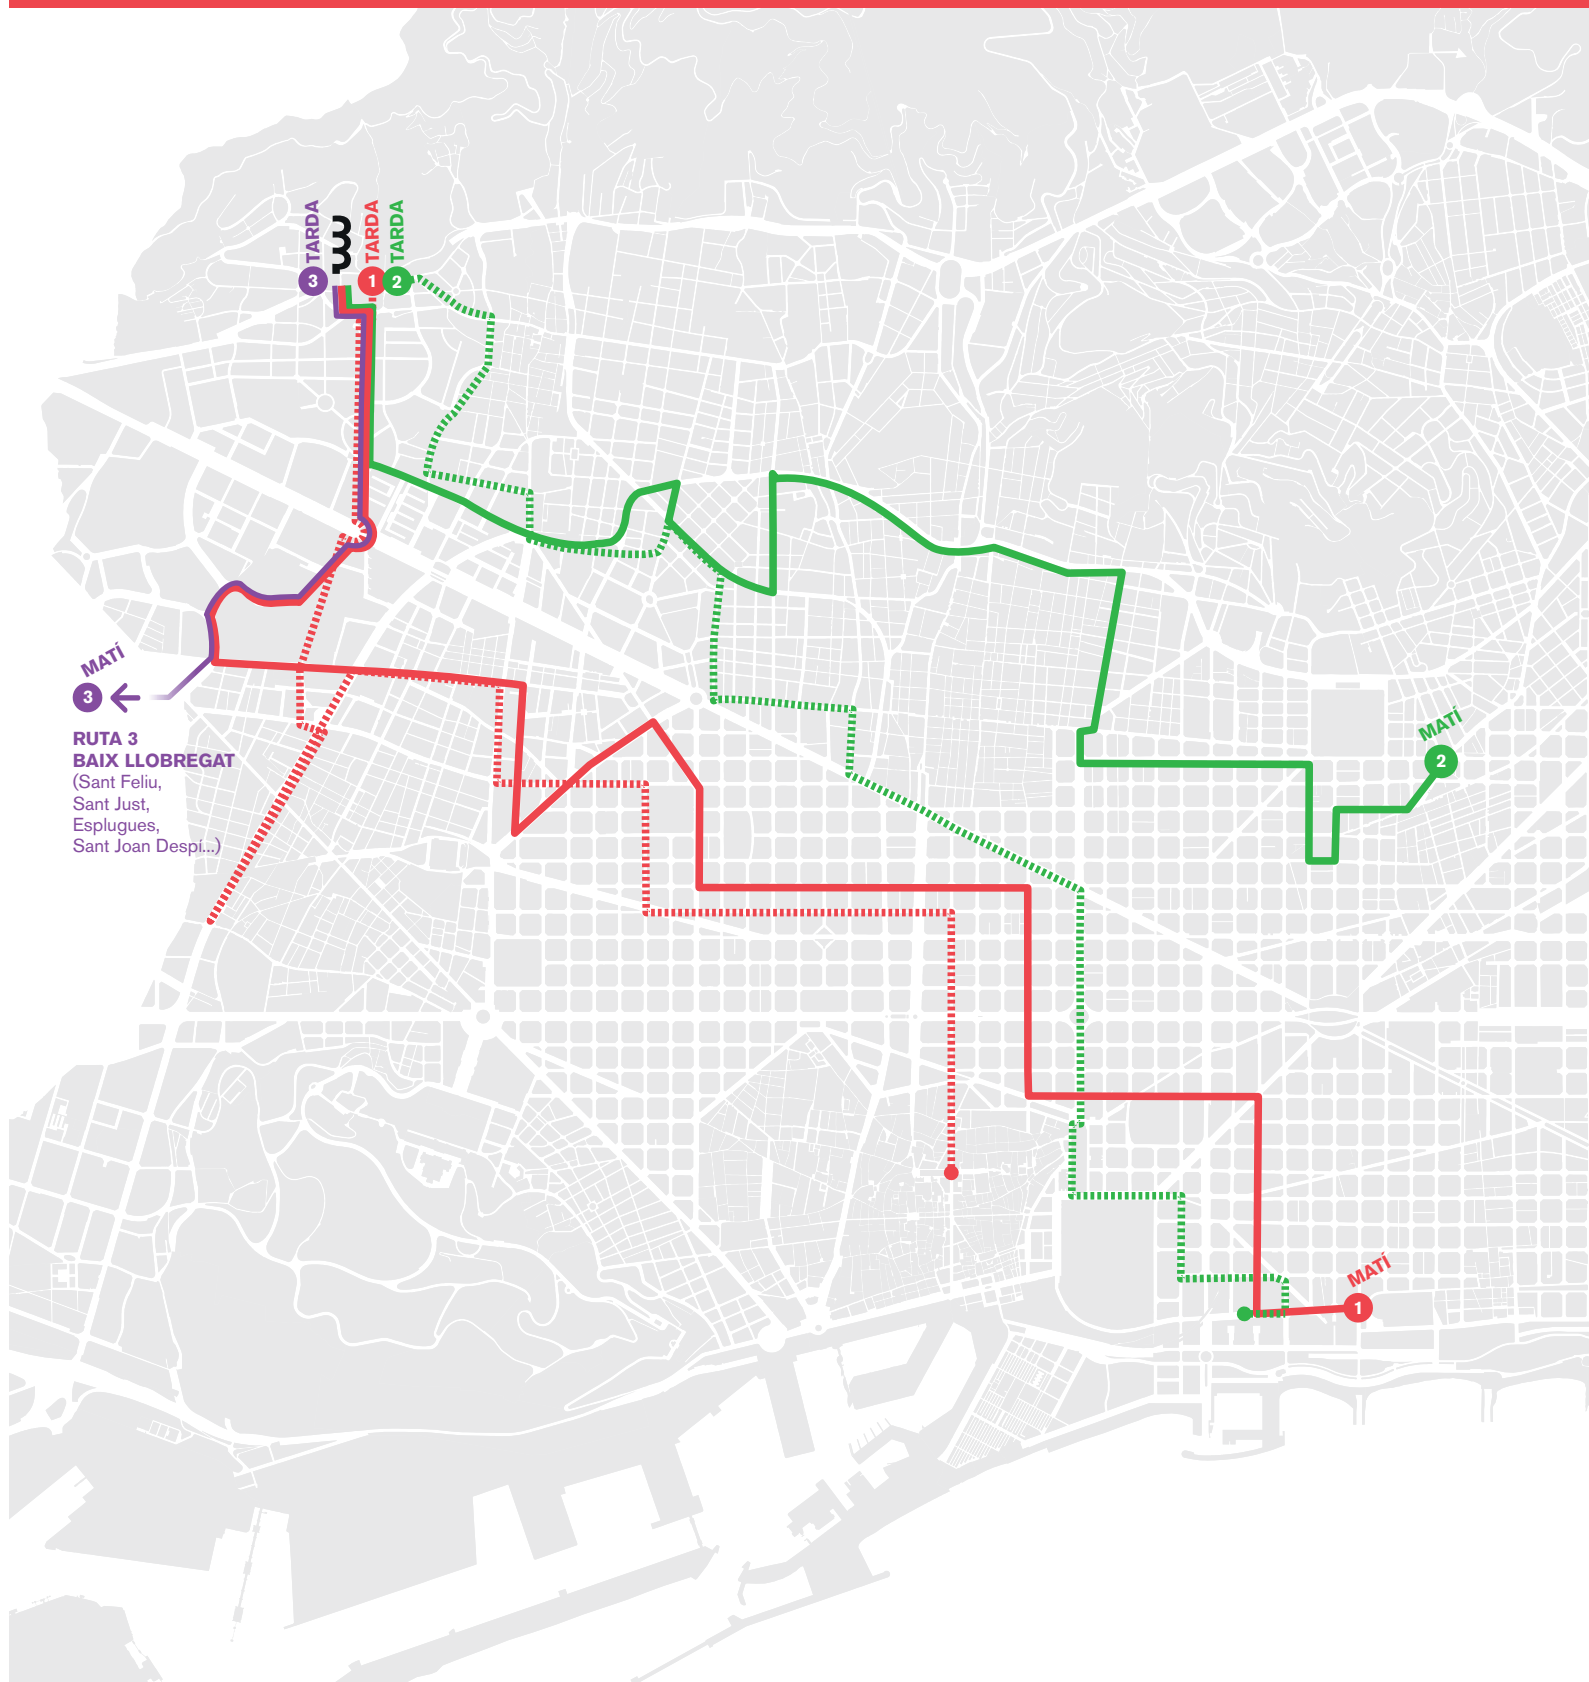 TARDA
TARDA
TARDA
3
1
2
MATÍ
3
RUTA 3
BAIX LLOBREGAT
(Sant Feliu,
Sant Just,
Esplugues,
Sant Joan Despí...)
MATÍ
2
MATÍ
1